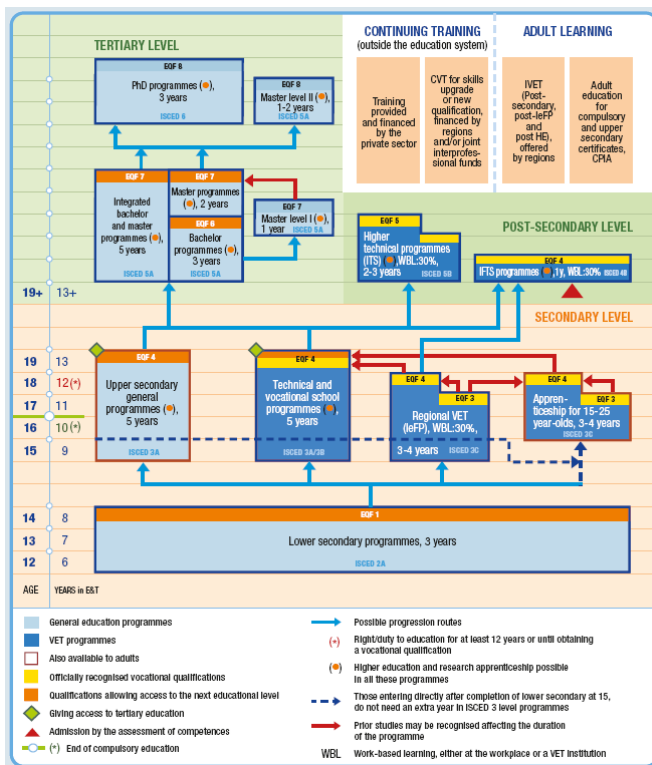 TERTIARY LEVEL
CONTINUING TRAINING
(outside the education system)
ADULT LEARNING
EQF 8
PhD programmes (●),
3 years
ISCED 6
EQF 8
Master level II (●),
1-2 years
ISCED 5A
Training
provided
and financed
by the
private sector
CVT for skills
upgrade
or new
qualification,
financed by
regions
and/or joint
interprofes-
sional funds
IVET
(Post-
secondary,
post-IeFP
and
post HE),
offered
by regions
Adult
education
for
compulsory
and upper
secondary
certificates,
CPIA
EQF 7
Integrated
bachelor
and master
programmes (●),
5 years
ISCED 5A
EQF 7
Master programmes
(●), 2 years
EQF 6
Bachelor
programmes (●),
3 years
ISCED 5A
EQF 7
Master level I (●),
1 year ISCED 5A
POST-SECONDARY LEVEL
EQF 5
Higher
technical programmes
(ITS) (●),WBL:30%,
2-3 years
ISCED 5B
EQF 4
IFTS programmes (●),1y, WBL:30% ISCED 4B
19+ 13+
SECONDARY LEVEL
19 13
18 12(*)
17 11
16 10(*)
15 9
EQF 4
Upper secondary
general
programmes (●),
5 years
ISCED 3A
EQF 4
Technical and
vocational school
programmes (●),
5 years
ISCED 3A/3B
EQF 4
EQF 3
Regional VET
(IeFP), WBL:30%,
3-4 years
ISCED 3C
EQF 4
EQF 3
Appren-
ticeship for 15-25
year-olds, 3-4 years
ISCED 3C
14 8
13 7
12 6
EQF 1
Lower secondary programmes, 3 years
ISCED 2A
AGE YEARS in E&T
General education programmes
VET programmes
Also available to adults
Officially recognised vocational qualifications
Qualifications allowing access to the next educational level
Giving access to tertiary education
Admission by the assessment of competences
(*) End of compulsory education
Possible progression routes
(*) Right/duty to education for at least 12 years or until obtaining
a vocational qualification
(●) Higher education and research apprenticeship possible
in all these programmes
Those entering directly after completion of lower secondary at 15,
do not need an extra year in ISCED 3 level programmes
Prior studies may be recognised affecting the duration
of the programme
WBL Work-based learning, either at the workplace or a VET institution